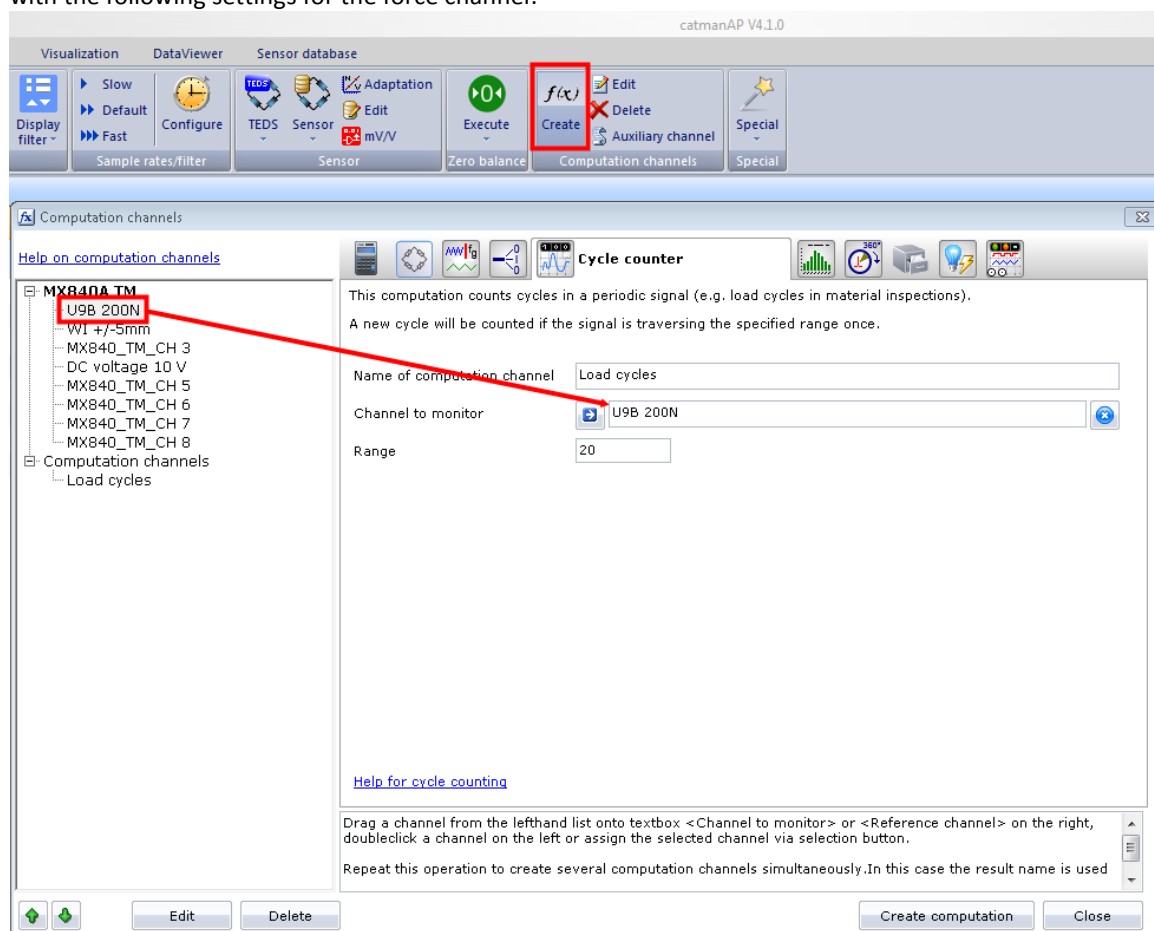 with the following settings for the force channel.
catmanAP V4.1.0
Visualization DataViewer Sensor database
Display filter
Slow
Default
Fast
Configure
Sample rates/filter
TEDS
TEDS
Sensor
Adaptation
Edit
mV/V
Sensor
Execute
Zero balance
f(x)
Create
Edit
Delete
Auxiliary channel
Computation channels
Special
Special
Computation channels
Help on computation channels
Cycle counter
MX840A TM
U9B 200N
WI +/-5mm
MX840_TM_CH 3
DC voltage 10 V
MX840_TM_CH 5
MX840_TM_CH 6
MX840_TM_CH 7
MX840_TM_CH 8
Computation channels
Load cycles
This computation counts cycles in a periodic signal (e.g. load cycles in material inspections).
A new cycle will be counted if the signal is traversing the specified range once.
Name of computation channel Load cycles
Channel to monitor U9B 200N
Range 20
Help for cycle counting
Drag a channel from the lefthand list onto textbox <Channel to monitor> or <Reference channel> on the right,
doubleclick a channel on the left or assign the selected channel via selection button.
Repeat this operation to create several computation channels simultaneously.In this case the result name is used
Edit Delete Create computation Close